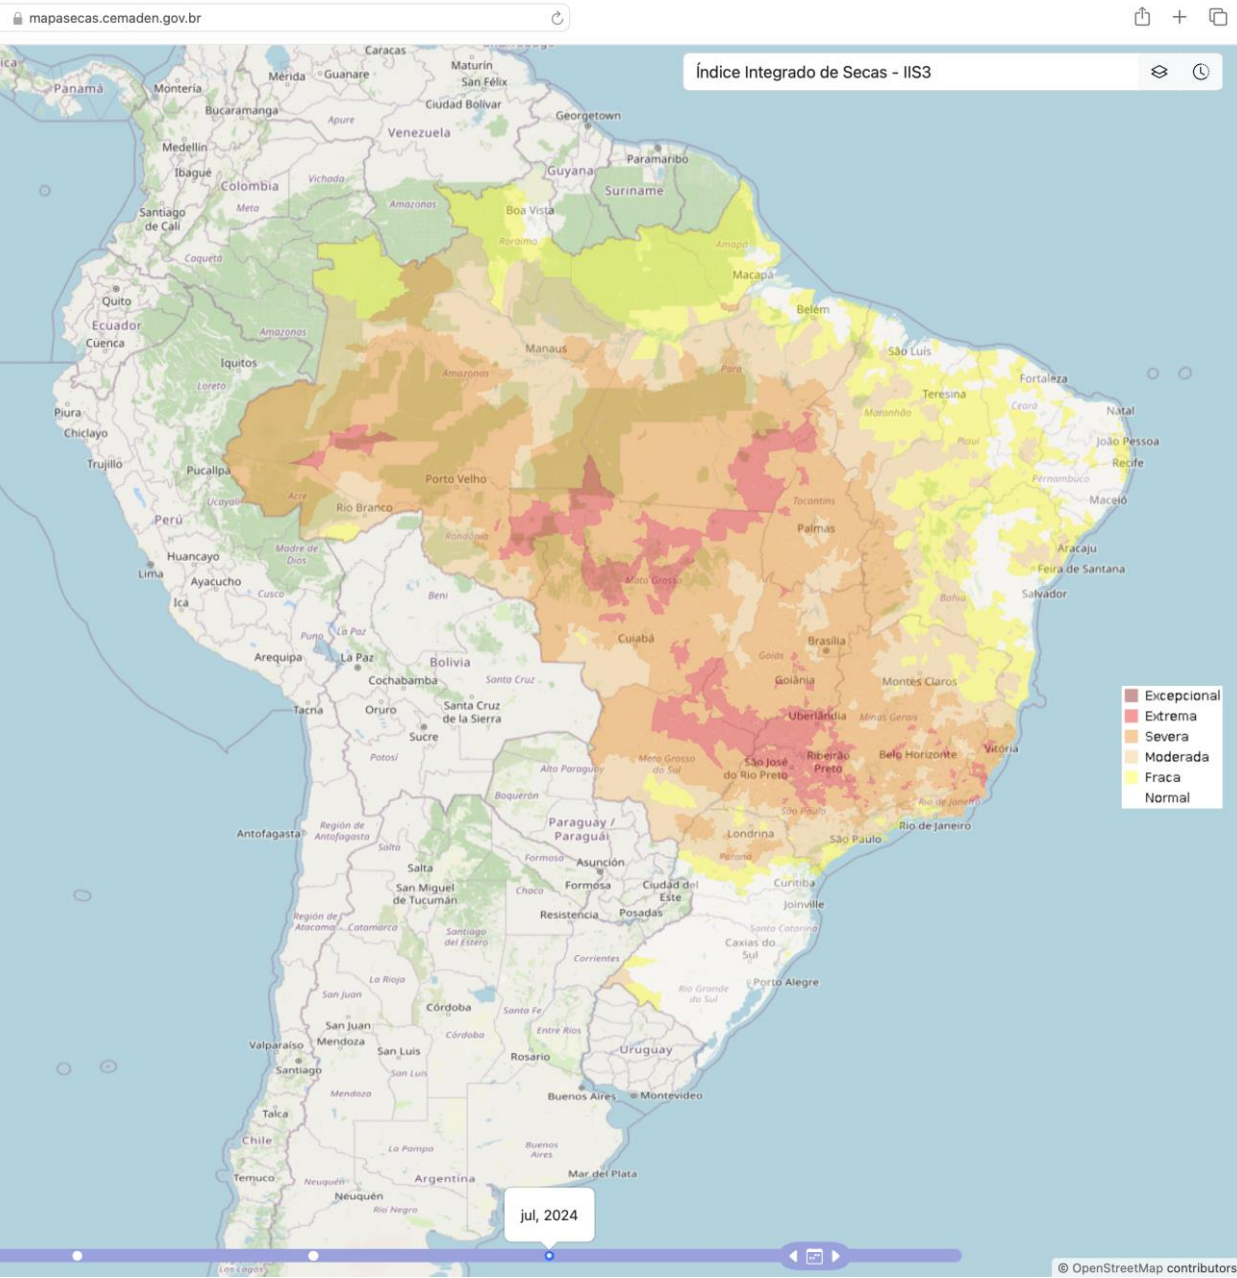 mapasecas.cemaden.gov.br
Índice Integrado de Secas - IIS3
Caracas
Maturín
Panamá
Montería
Mérida
Guanare
San Félix
Ciudad Bolívar
Bucaramanga
Apure
Georgetown
Venezuela
Medellín
Paramaribo
Ibagué
Guyana
Colombia
Vichada
Suriname
Meta
Amazonas
Boa Vista
Santiago
de Cali
Roraima
Amapá
Caquetá
Macapá
Quito
Belém
Ecuador
Amazonas
Cuenca
Manaus
São Luís
Iquitos
Amazonas
Pará
Fortaleza
Loreto
Teresina
Ceará
Piura
Maranhão
Natal
Chiclayo
Piauí
João Pessoa
Trujillo
Pucallpa
Porto Velho
Recife
Pernambuco
Ucayali
Acre
Rio Branco
Tocantins
Maceió
Perú
Palmas
Rondônia
Huancayo
Madre de
Dios
Aracaju
Lima
Feira de Santana
Ayacucho
Mato Grosso
Cusco
Beni
Bahia
Salvador
Ica
Puno
La Paz
Cuiabá
Brasília
Arequipa
La Paz
Bolivia
Goiás
Cochabamba
Santa Cruz
Goiânia
Montes Claros
Tacna
Oruro
Santa Cruz
de la Sierra
Uberlândia
Minas Gerais
Sucre
Vitória
Potosí
Mato Grosso
do Sul
Belo Horizonte
Alto Paraguay
São José
do Rio Preto
Ribeirão
Preto
Boquerón
Rio de Janeiro
São Paulo
Paraguay /
Paraguái
Rio de Janeiro
Antofagasta
Región de
Antofagasta
Londrina
São Paulo
Salta
Formosa
Asunción
Paraná
Salta
San Miguel
de Tucumán
Chaco
Formosa
Ciudad del
Este
Curitiba
Joinville
Resistencia
Posadas
Región de
Atacama
Catamarca
Santiago
del Estero
Santa Catarina
Caxias do
Sul
Corrientes
La Rioja
Porto Alegre
Rio Grande
do Sul
San Juan
Córdoba
Santa Fe
San Juan
Córdoba
Entre Ríos
Valparaíso
Mendoza
San Luis
Rosario
Uruguay
Santiago
San Luis
Mendoza
Buenos Aires
Montevideo
Talca
Chile
La Pampa
Buenos
Aires
Temuco
Neuquén
Argentina
Mar del Plata
Neuquén
Río Negro
Los Lagos
Excepcional
Extrema
Severa
Moderada
Fraca
Normal
jul, 2024
© OpenStreetMap contributors